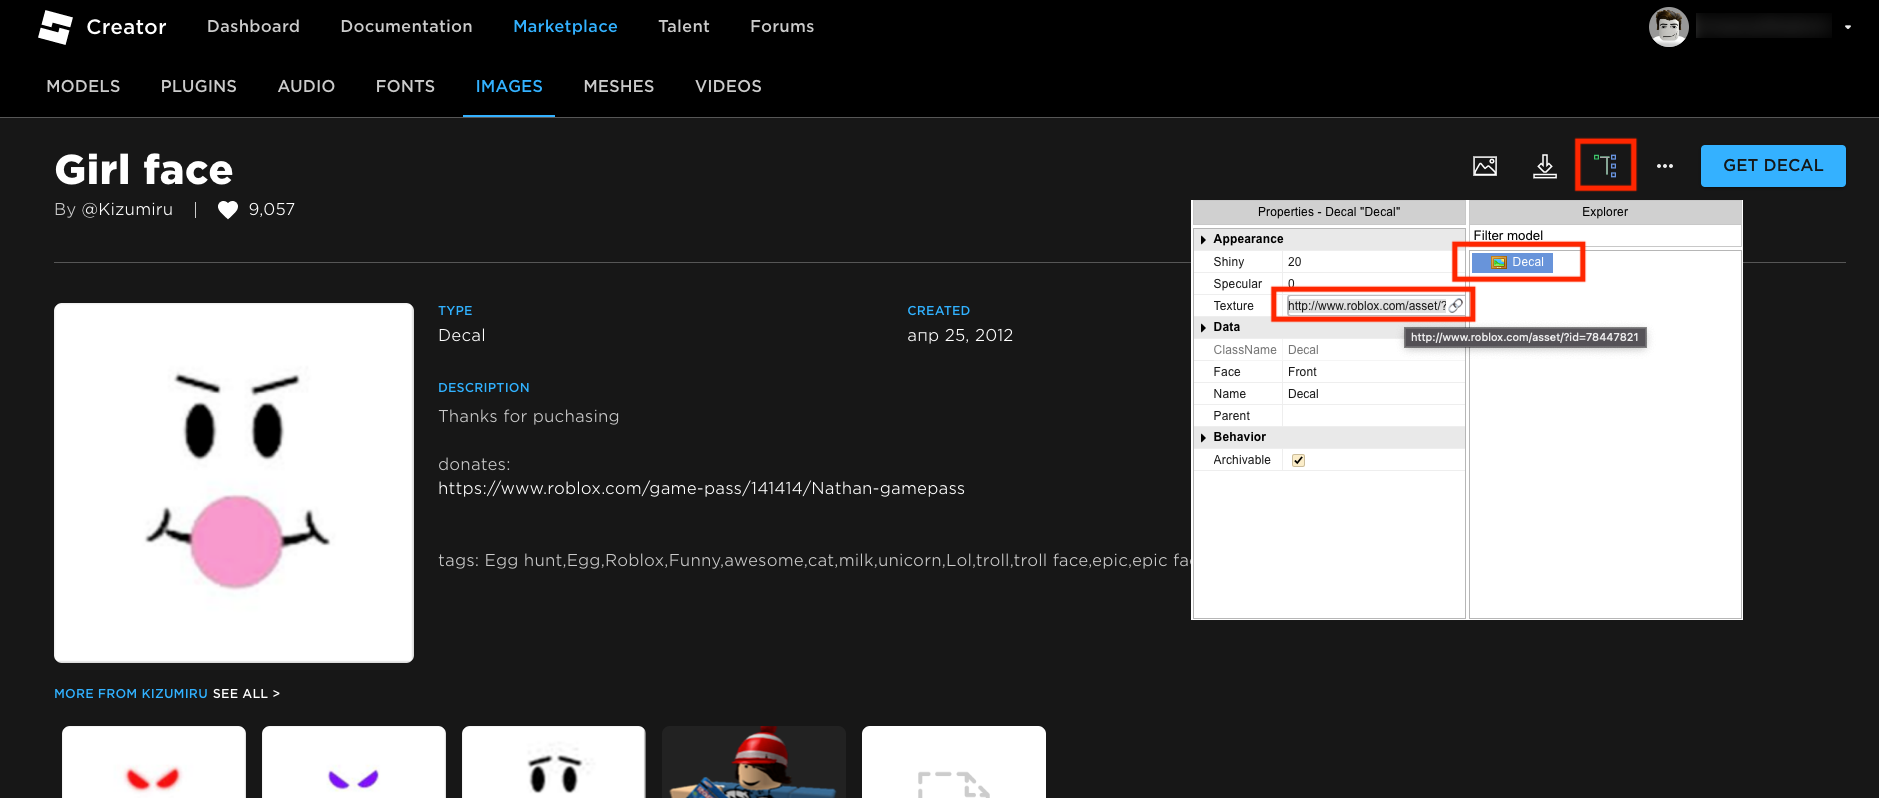 Creator Dashboard Documentation Marketplace Talent Forums
MODELS PLUGINS AUDIO FONTS IMAGES MESHES VIDEOS
Girl face
By @Kizumiru | 9,057
GET DECAL
Properties - Decal "Decal"
Explorer
Appearance
Filter model
Shiny 20
Decal
Specular 0
Texture http://www.roblox.com/asset/?
Data
http://www.roblox.com/asset/?id=78447821
ClassName Decal
Face Front
Name Decal
Parent
Behavior
Archivable
TYPE
Decal
CREATED
апр 25, 2012
DESCRIPTION
Thanks for puchasing
donates:
https://www.roblox.com/game-pass/141414/Nathan-gamepass
tags: Egg hunt,Egg,Roblox,Funny,awesome,cat,milk,unicorn,Lol,troll,troll face,epic,epic fa
MORE FROM KIZUMIRU SEE ALL >